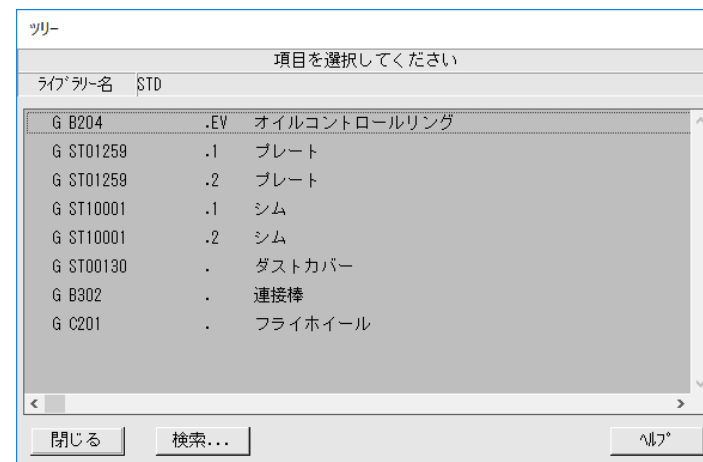 ツリー
項目を選択してください
ﾗｲﾌﾞﾗﾘｰ名 STD
G B204 .EV オイルコントロールリング
G ST01259 .1 プレート
G ST01259 .2 プレート
G ST10001 .1 シム
G ST10001 .2 シム
G ST00130 . ダストカバー
G B302 . 連接棒
G C201 . フライホイール
閉じる 検索... ﾍﾙﾌﾟ